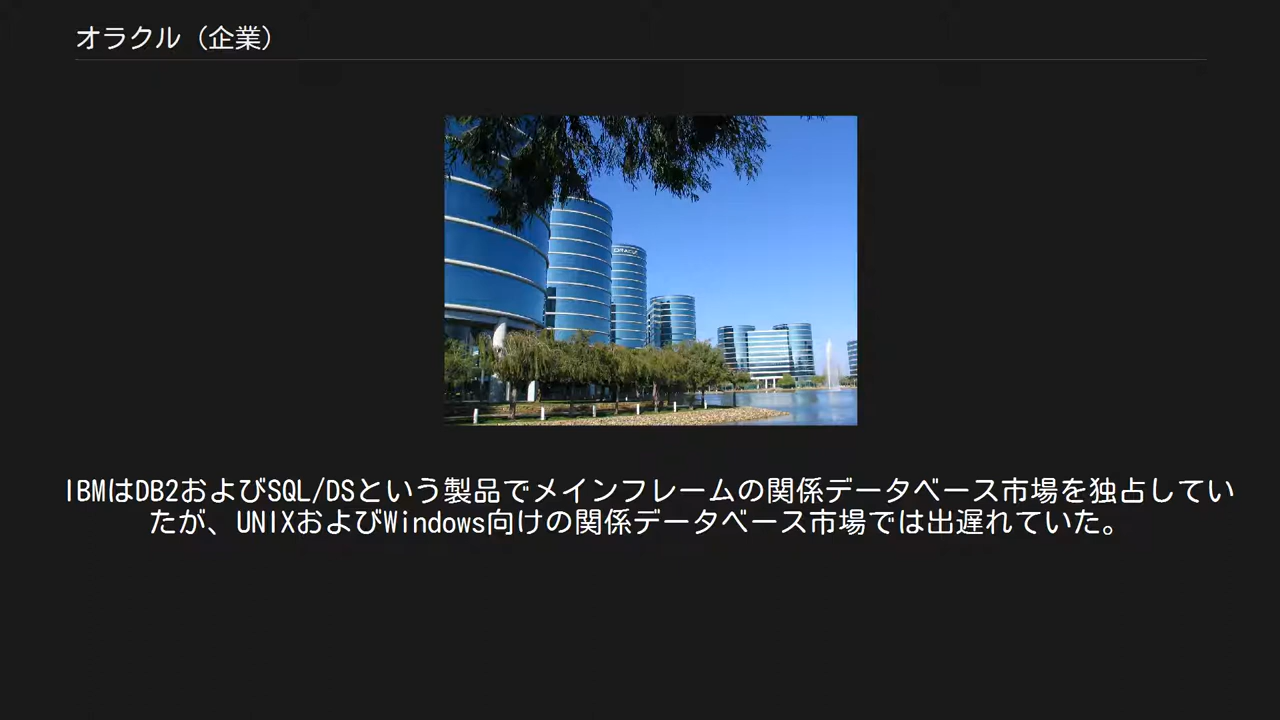 オラクル（企業）
ORACLE
IBMはDB2およびSQL/DSという製品でメインフレームの関係データベース市場を独占してい
たが、UNIXおよびWindows向けの関係データベース市場では出遅れていた。